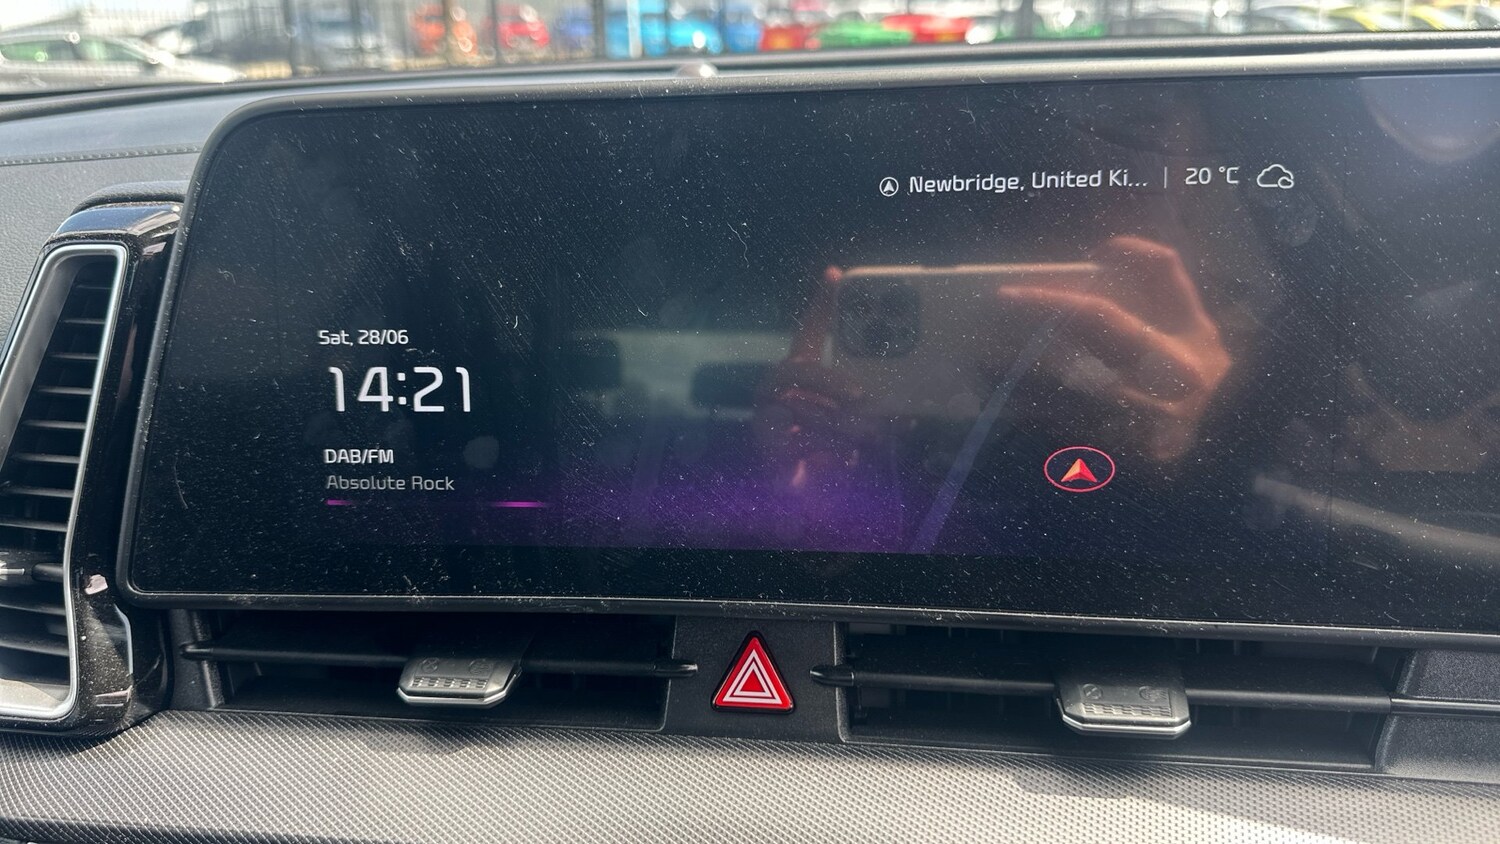 Newbridge, United Ki... | 20 °C
Sat, 28/06
14:21
DAB/FM
Absolute Rock